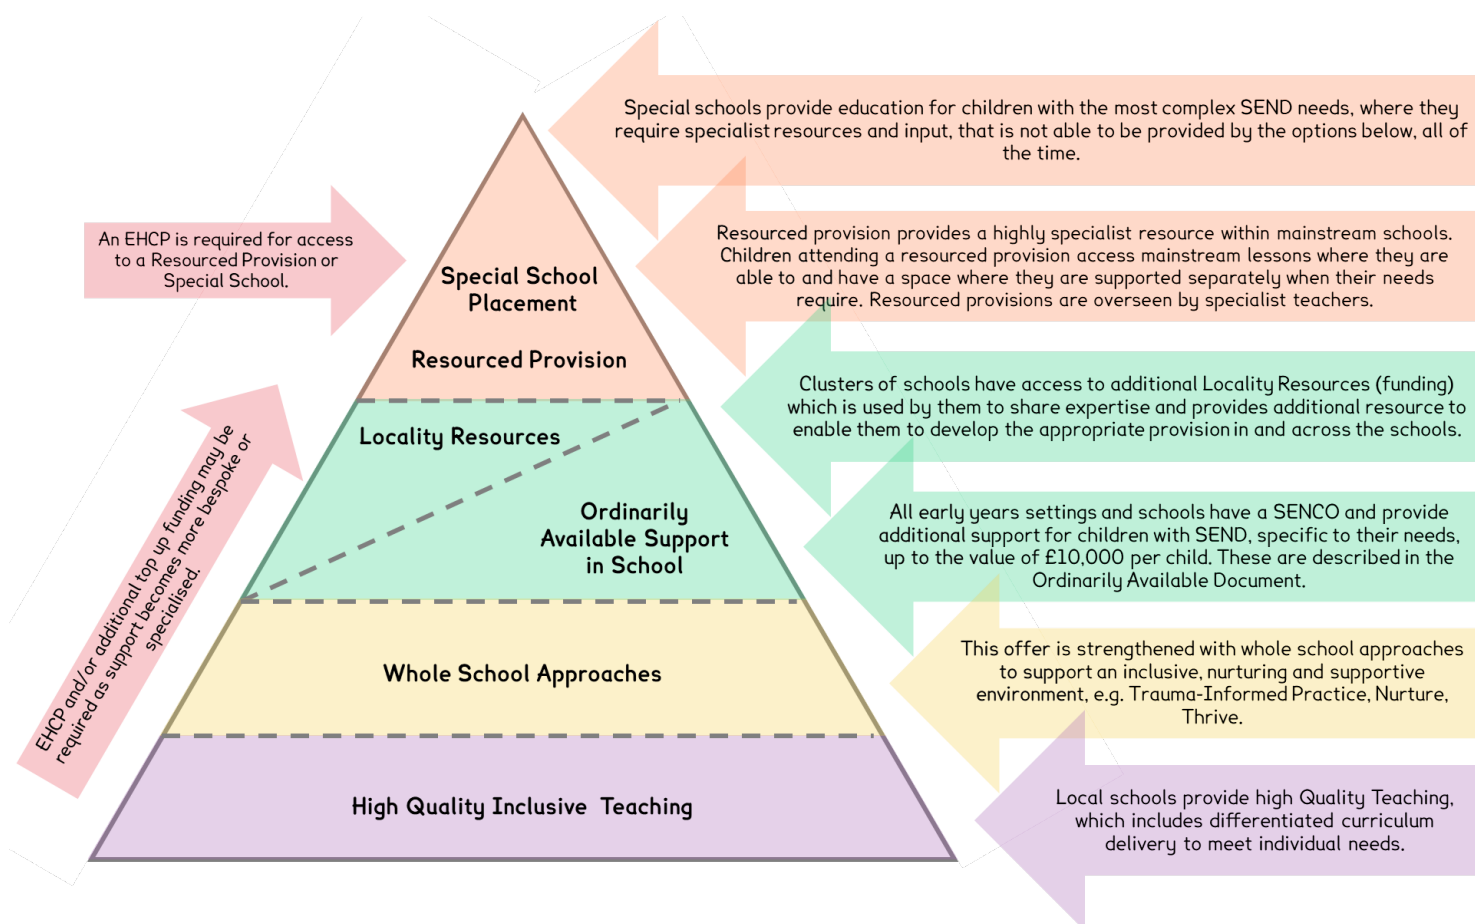 Special schools provide education for children with the most complex SEND needs, where they
require specialist resources and input, that is not able to be provided by the options below, all of
the time.
An EHCP is required for access
to a Resourced Provision or
Special School.
Resourced provision provides a highly specialist resource within mainstream schools.
Children attending a resourced provision access mainstream lessons where they are
able to and have a space where they are supported separately when their needs
require. Resourced provisions are overseen by specialist teachers.
Special School
Placement
Resourced Provision
Clusters of schools have access to additional Locality Resources (funding)
which is used by them to share expertise and provides additional resource to
enable them to develop the appropriate provision in and across the schools.
Locality Resources
Ordinarily
Available Support
in School
All early years settings and schools have a SENCO and provide
additional support for children with SEND, specific to their needs,
up to the value of £10,000 per child. These are described in the
Ordinarily Available Document.
EHCP and/or additional top up funding may be
required as support becomes more bespoke or
specialised.
Whole School Approaches
This offer is strengthened with whole school approaches
to support an inclusive, nurturing and supportive
environment, e.g. Trauma-Informed Practice, Nurture,
Thrive.
High Quality Inclusive Teaching
Local schools provide high Quality Teaching,
which includes differentiated curriculum
delivery to meet individual needs.